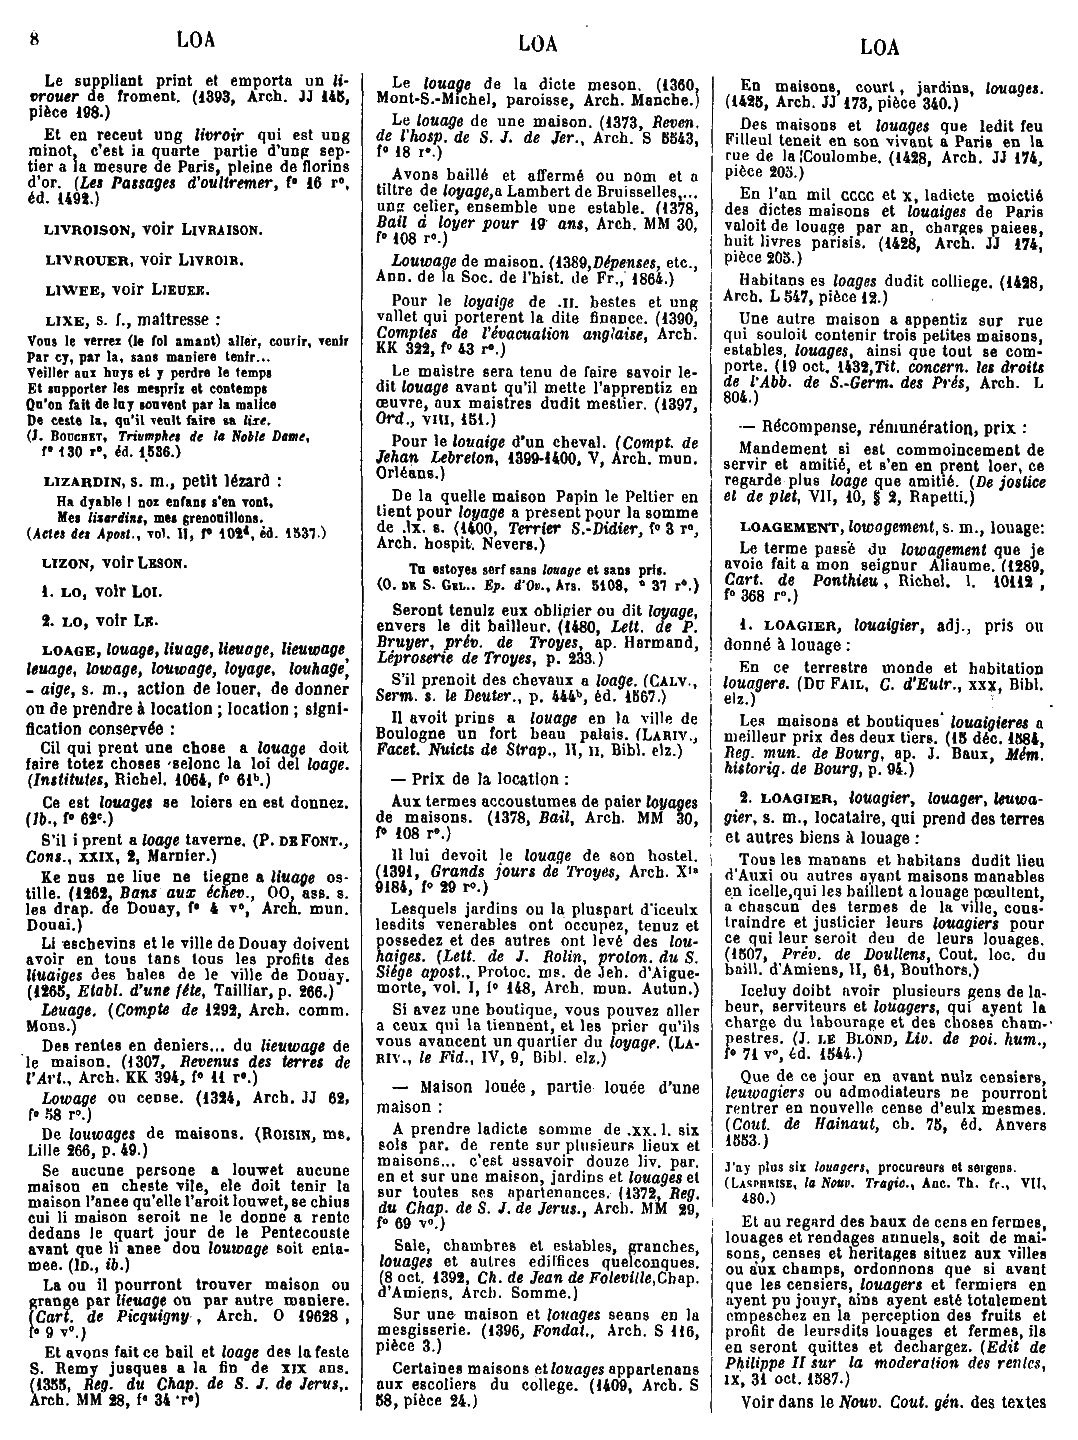 8
LOA
LOA
LOA
Le suppliant print et emporta un li-
vrouer de froment. (1393, Arch. JJ 145,
pièce 198.)
Et en receut ung livroir qui est ung
minot, c'est la quarte partie d'ung sep-
tier a la mesure de Paris, pleine de florins
d'or. (Les Passages d'oultremer, f° 16 r°,
éd. 1492.)
LIVROISON, voir LIVRAISON.
LIVROUER, voir LIVROIR.
LIWEE, voir LIEUEE.
LIXE, s. f., maîtresse :
Vous le verrez (le fol amant) aller, courir, venir
Par cy, par la, sans maniere tenir...
Veiller aux huys et y perdre le temps
Et supporter les mespriz et contemps
Qu'on fait de luy souvent par la malice
De ceste la, qu'il veult faire sa lixe.
(J. BOUCHET, Triumphes de la Noble Dame,
f° 130 r°, éd. 1536.)
LIZARDIN, s. m., petit lézard :
Ha dyable ! noz enfans s'en vont,
Mes lizardins, mes grenouillons.
(Actes des Apost., vol. II, f° 102d, éd. 1537.)
LIZON, voir LESON.
1. LO, voir LOI.
2. LO, voir LE.
LOAGE, louage, liuage, lieuage, lieuwage,
leuage, lowage, louwage, loyage, louhage,
- aige, s. m., action de louer, de donner
ou de prendre à location ; location ; signi-
fication conservée :
Cil qui prent une chose a louage doit
faire totez choses selonc la loi del loage.
(Institutes, Richel. 1064, f° 61b.)
Ce est louages se loiers en est donnez.
(Ib., f° 62c.)
S'il i prent a loage taverne. (P. DE FONT.,
Cons., XXIX, 2, Marnier.)
Ke nus ne liue ne tiegne a liuage os-
tille. (1262, Bans aux échev., OO, ass. s.
les drap. de Douay, f° 4 v°, Arch. mun.
Douai.)
Li eschevins et le ville de Douay doivent
avoir en tous tans tous les profits des
liuaiges des hales de le ville de Douay.
(1265, Etabl. d'une fête, Tailliar, p. 266.)
Leuage. (Compte de 1292, Arch. comm.
Mons.)
Des rentes en deniers... du lieuwage de
le maison. (1307, Revenus des terres de
l'Art., Arch. KK 394, f° 11 r°.)
Lowage ou cense. (1324, Arch. JJ 62,
f° 58 r°.)
De louwages de maisons. (ROISIN, ms.
Lille 266, p. 49.)
Se aucune persone a louwet aucune
maison en cheste vile, ele doit tenir la
maison l'anee qu'elle l'aroit louwet, se chius
cui li maison seroit ne le donne a rente
dedans le quart jour de le Pentecouste
avant que li anee dou louwage soit enta-
mee. (ID., ib.)
La ou il pourront trouver maison ou
grange par lieuage ou par autre maniere.
(Cart. de Picquigny, Arch. O 19628,
f° 9 v°.)
Et avons fait ce bail et loage des la feste
S. Remy jusques a la fin de XIX ans.
(1355, Reg. du Chap. de S. J. de Jerus,.
Arch. MM 28, f° 34 r°)
Le louage de la dicte meson. (1360,
Mont-S.-Michel, paroisse, Arch. Manche.)
Le louage de une maison. (1373, Reven.
de l'hosp. de S. J. de Jer., Arch. S 5543,
f° 18 r°.)
Avons baillé et affermé ou nom et a
tiltre de loyage,a Lambert de Bruisselles,...
ung celier, ensemble une estable. (1378,
Bail à loyer pour 19 ans, Arch. MM 30,
f° 108 r°.)
Louwage de maison. (1389,Dépenses, etc.,
Ann. de la Soc. de l'hist. de Fr., 1864.)
Pour le loyaige de .II. bestes et ung
vallet qui porterent la dite finance. (1390,
Comptes de l'évacuation anglaise, Arch.
KK 322, f° 43 r°.)
Le maistre sera tenu de faire savoir le-
dit louage avant qu'il mette l'apprentiz en
œuvre, aux maistres dudit mestier. (1397,
Ord., VIII, 151.)
Pour le louaige d'un cheval. (Compt. de
Jehan Lebreton, 1399-1400, V, Arch. mun.
Orléans.)
De la quelle maison Papin le Peltier en
tient pour loyage a present pour la somme
de .lx. s. (1400, Terrier S.-Didier, f° 3 r°,
Arch. hospit. Nevers.)
Tu estoyes serf sans louage et sans pris.
(O. DE S. GEL.. Ep. d'Ov., Ars. 5108, ° 37 r°.)
Seront tenulz eux obligier ou dit loyage,
envers le dit bailleur. (1480, Lett. de P.
Bruyer, prév. de Troyes, ap. Harmand,
Léproserie de Troyes, p. 233.)
S'il prenoit des chevaux a loage. (CALV.,
Serm. s. le Deuter., p. 444b, éd. 1567.)
Il avoit prins a louage en la ville de
Boulogne un fort beau palais. (LARIV.,
Facet. Nuicts de Strap., II, II, Bibl. elz.)
— Prix de la location :
Aux termes accoustumes de paier loyages
de maisons. (1378, Bail, Arch. MM 30,
f° 108 r°.)
Il lui devoit le louage de son hostel.
(1391, Grands jours de Troyes, Arch. X1a
9184, f° 29 r°.)
Lesquels jardins ou la pluspart d'iceulx
lesdits venerables ont occupez, tenuz et
possedez et des autres ont levé des lou-
haiges. (Lett. de J. Rolin, proton. du S.
Siége apost., Protoc. ms. de Jeh. d'Aigue-
morte, vol. I, f° 148, Arch. mun. Autun.)
Si avez une boutique, vous pouvez aller
a ceux qui la tiennent, et les prier qu'ils
vous avancent un quartier du loyage. (LA-
RIV., le Fid., IV, 9, Bibl. elz.)
— Maison louée, partie louée d'une
maison :
A prendre ladicte somme de .xx. l. six
sols par. de rente sur plusieurs lieux et
maisons... c'est assavoir douze liv. par.
en et sur une maison, jardins et louages et
sur toutes ses apartenances. (1372, Reg.
du Chap. de S. J. de Jerus., Arch. MM 29,
f° 69 v°.)
Sale, chambres et estables, granches,
louages et autres edilfices quelconques.
(8 oct. 1392, Ch. de Jean de Foleville,Chap.
d'Amiens, Arch. Somme.)
Sur une maison et louages seans en la
mesgisserie. (1396, Fondat., Arch. S 116,
pièce 3.)
Certaines maisons et louages appartenans
aux escoliers du college. (1409, Arch. S
58, pièce 24.)
En maisons, court, jardins, louages.
(1425, Arch. JJ 173, pièce 340.)
Des maisons et louages que ledit feu
Filleul teneit en son vivant a Paris en la
rue de la Coulombe. (1428, Arch. JJ 174,
pièce 205.)
En l'an mil CCCC et X, ladicte moictié
des dictes maisons et louaiges de Paris
valoit de louage par an, charges paiees,
huit livres parisis. (1428, Arch. JJ 174,
pièce 205.)
Habitans es loages dudit colliege. (1428,
Arch. L 547, pièce 12.)
Une autre maison a appentiz sur rue
qui souloit contenir trois petites maisons,
estables, louages, ainsi que tout se com-
porte. (19 oct. 1432,Tit. concern. les droits
de l'Abb. de S.-Germ. des Prés, Arch. L
804.)
— Récompense, rémunération, prix :
Mandement si est commoincement de
servir et amitié, et s'en en prent loer, ce
regarde plus loage que amitié. (De jostice
et de plet, VII, 10, § 2, Rapetti.)
LOAGEMENT, lowagement, s. m., louage:
Le terme passé du lowagement que je
avoie fait a mon seignur Aliaume. (1289,
Cart. de Ponthieu, Richel. l. 10112,
f° 368 r°.)
1. LOAGIER, louaigier, adj., pris ou
donné à louage :
En ce terrestre monde et habitation
louagere. (DU FAIL, C. d'Eutr., XXX, Bibl.
elz.)
Les maisons et boutiques louaigieres a
meilleur prix des deux tiers. (15 déc. 1584,
Reg. mun. de Bourg, ap. J. Baux, Mém.
historiq. de Bourg, p. 94.)
2. LOAGIER, louagier, louager, leuwa-
gier, s. m., locataire, qui prend des terres
et autres biens à louage :
Tous les manans et habitans dudit lieu
d'Auxi ou autres ayant maisons manables
en icelle,qui les baillent a louage pœultent,
a chascun des termes de la ville, cons-
traindre et justicier leurs louagiers pour
ce qui leur seroit deu de leurs louages.
(1507, Prév. de Doullens, Cout. loc. du
baill. d'Amiens, II, 61, Bouthors.)
Iceluy doibt avoir plusieurs gens de la-
beur, serviteurs et louagers, qui ayent la
charge du labourage et des choses cham-
pestres. (J. LE BLOND, Liv. de poi. hum.,
f° 71 v°, éd. 1544.)
Que de ce jour en avant nulz censiers,
leuwagiers ou admodiateurs ne pourront
rentrer en nouvelle cense d'eulx mesmes.
(Cout. de Hainaut, ch. 75, éd. Anvers
1553.)
J'ay plus six louagers, procureurs et sergens.
(LASPHRISE, la Nouv. Tragic., Anc. Th. fr., VII,
480.)
Et au regard des baux de cens en fermes,
louages et rendages annuels, soit de mai-
sons, censes et heritages situez aux villes
ou aux champs, ordonnons que si avant
que les censiers, louagers et fermiers en
ayent pu jouyr, ains ayent esté totalement
empeschez en la perception des fruits et
profit de leursdits louages et fermes, ils
en seront quittes et dechargez. (Edit de
Philippe II sur la moderation des rentes,
IX, 31 oct. 1587.)
Voir dans le Nouv. Cout. gén. des textes